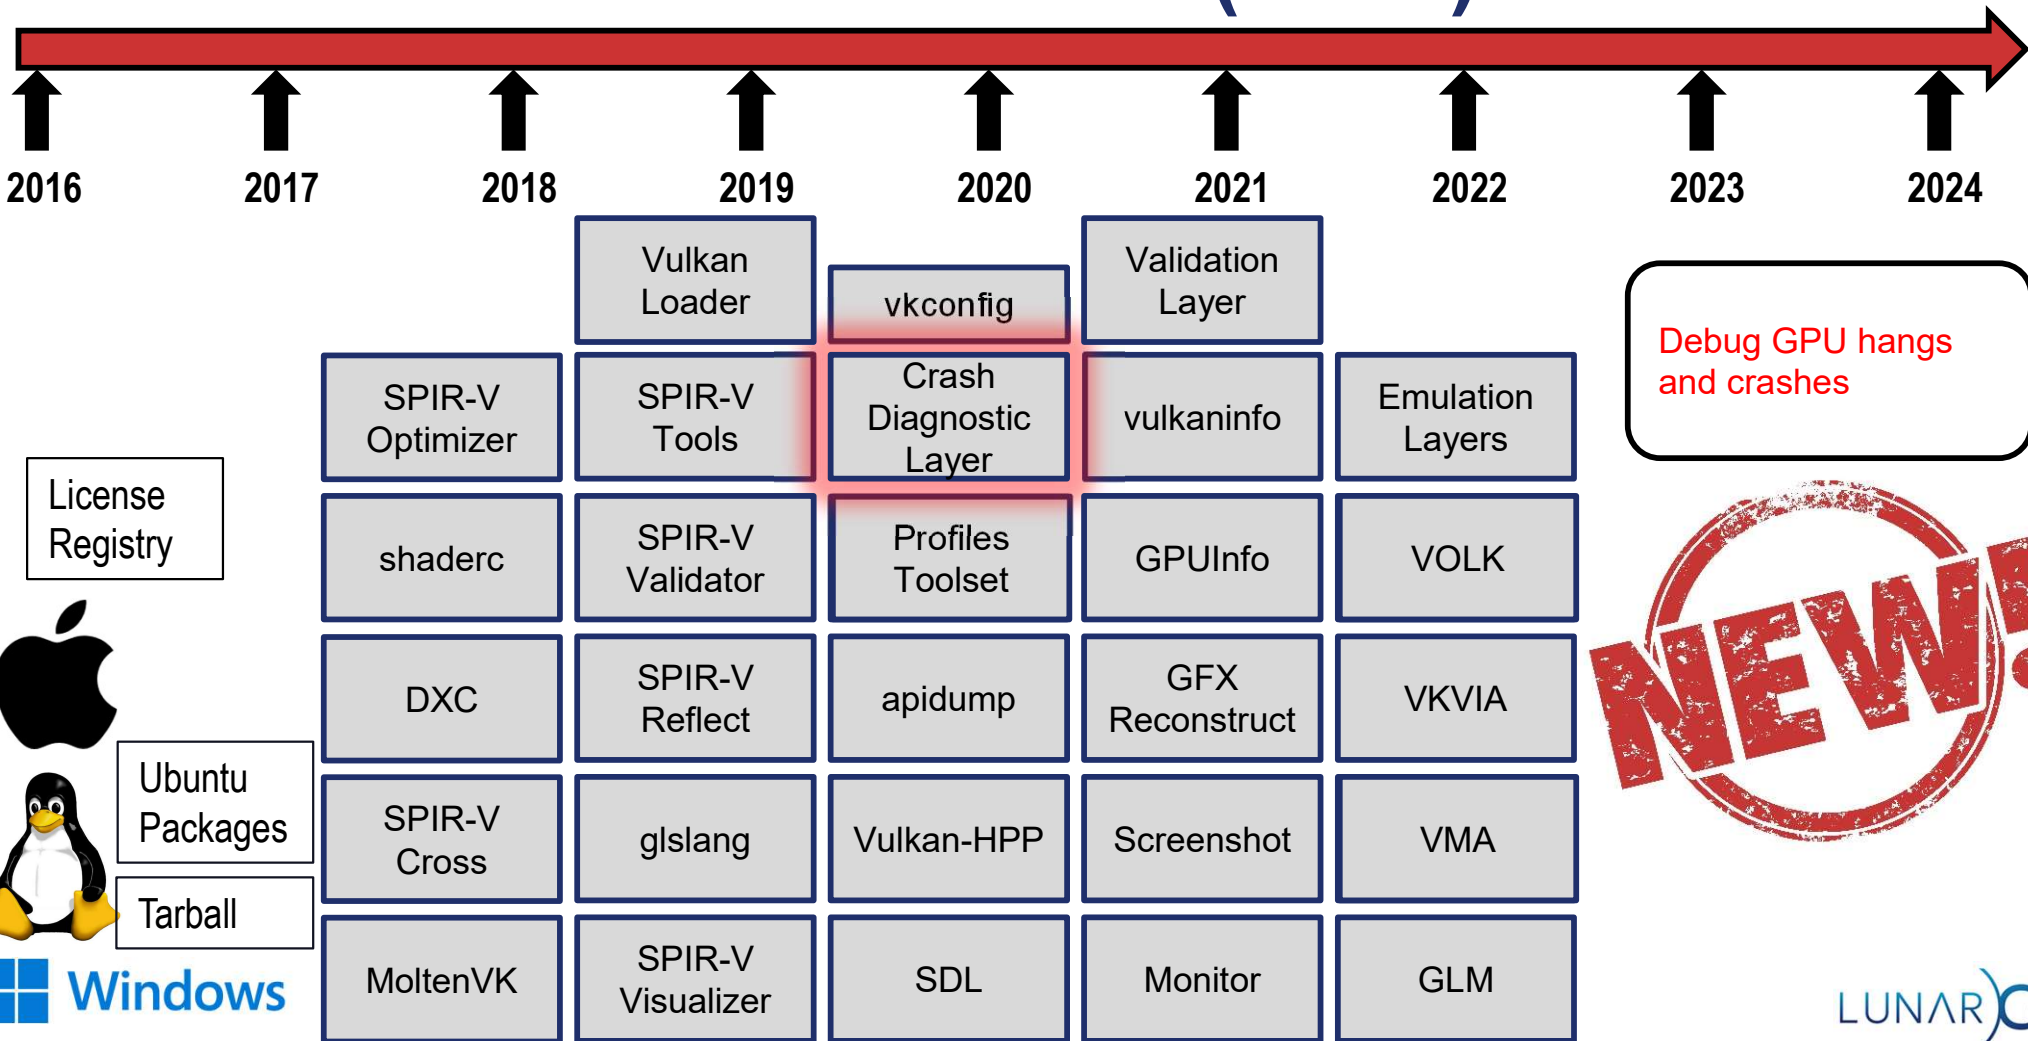 2016 2017 2018 2019 2020 2021 2022 2023 2024
Vulkan
Loader
vkconfig
Validation
Layer
Debug GPU hangs
and crashes
SPIR-V
Optimizer
SPIR-V
Tools
Crash
Diagnostic
Layer
vulkaninfo
Emulation
Layers
License
Registry
shaderc
SPIR-V
Validator
Profiles
Toolset
GPUInfo
VOLK
NEW!
DXC
SPIR-V
Reflect
apidump
GFX
Reconstruct
VKVIA
Ubuntu
Packages
SPIR-V
Cross
glslang
Vulkan-HPP
Screenshot
VMA
Tarball
Windows
MoltenVK
SPIR-V
Visualizer
SDL
Monitor
GLM
LUNAR